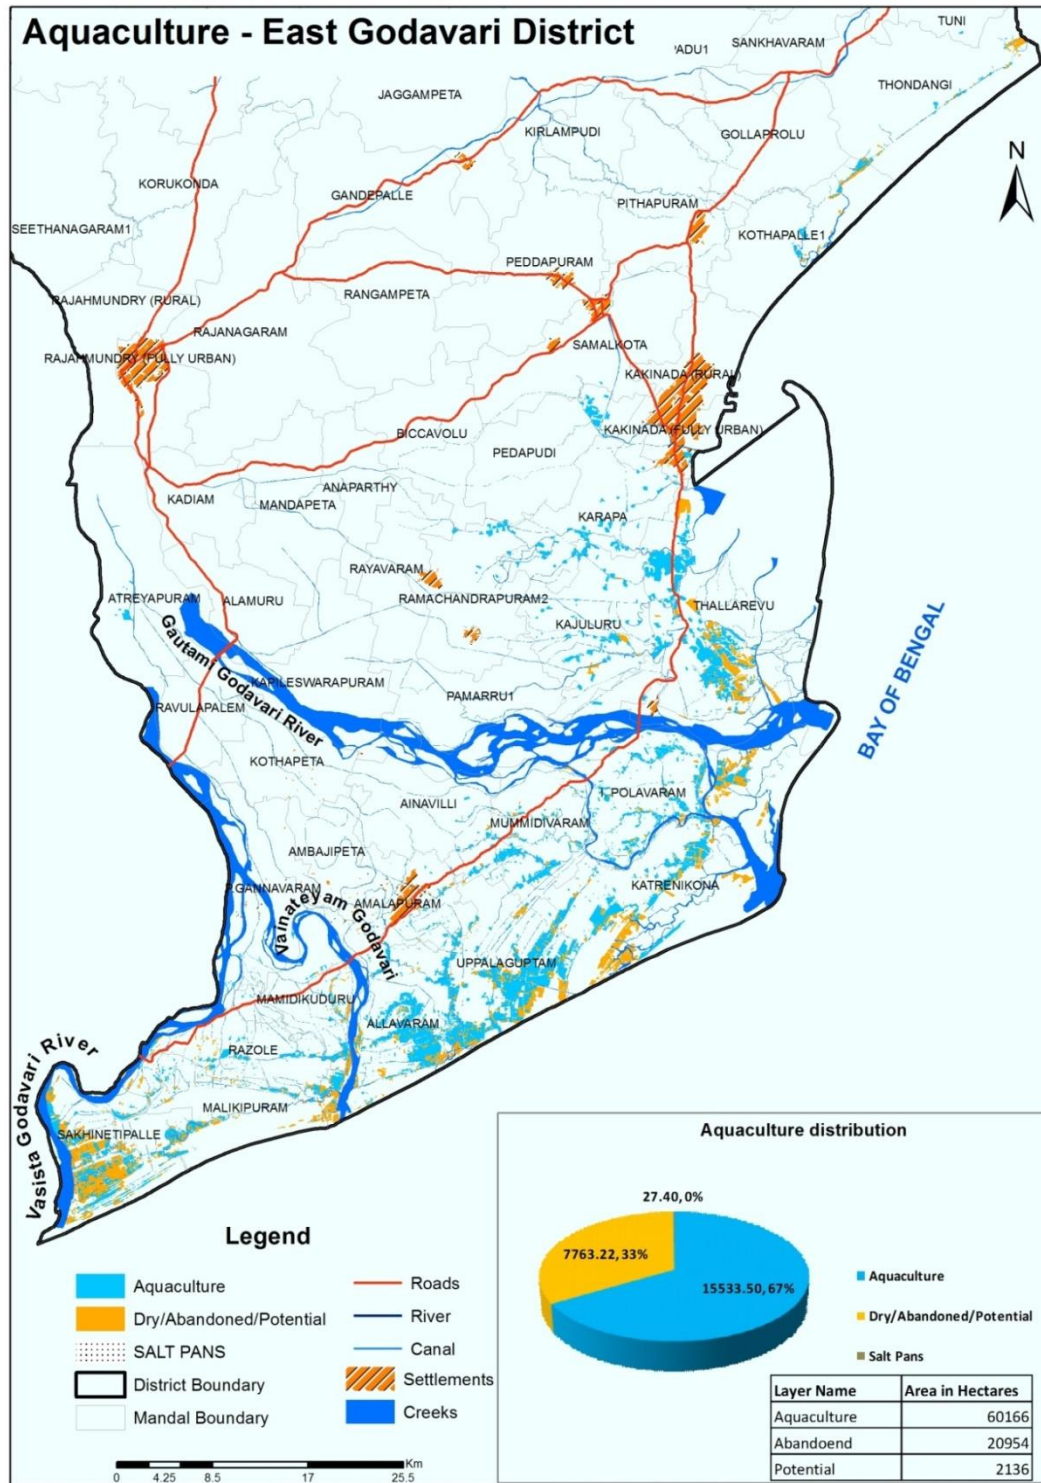 Aquaculture - East Godavari District
TUNI
'ADU1
SANKHAVARAM
THONDANGI
JAGGAMPETA
KIRLAMPUDI
GOLLAPROLU
N
KORUKONDA
GANDEPALLE
PITHAPURAM
SEETHANAGARAM1
KOTHAPALLE1
PEDDAPURAM
RANGAMPETA
RAJAHMUNDRY (RURAL)
RAJANAGARAM
SAMALKOTA
RAJAHMUNDRY (FULLY URBAN)
KAKINADA (RURAL)
KAKINADA (FULLY URBAN)
BICCAVOLU
PEDAPUDI
ANAPARTHY
KADIAM
MANDAPETA
KARAPA
RAYAVARAM
ATREYAPURAM
ALAMURU
RAMACHANDRAPURAM2
THALLAREVU
KAJULURU
Gautami Godavari River
KAPILESWARAPURAM
PAMARRU1
RAVULAPALEM
BAY OF BENGAL
KOTHAPETA
I. POLAVARAM
AINAVILLI
MUMMIDIVARAM
AMBAJIPETA
P.GANNAVARAM
KATRENIKONA
AMALAPURAM
Vainateyam Godavari
UPPALAGUPTAM
MAMIDIKUDURU
ALLAVARAM
RAZOLE
Vasista Godavari River
MALIKIPURAM
SAKHINETIPALLE
Legend
Aquaculture
Dry/Abandoned/Potential
SALT PANS
District Boundary
Mandal Boundary
Roads
River
Canal
Settlements
Creeks
Km
0 4.25 8.5 17 25.5
Aquaculture distribution
27.40, 0%
7763.22, 33%
15533.50, 67%
Aquaculture
Dry/Abandoned/Potential
Salt Pans
Layer Name Area in Hectares
Aquaculture 60166
Abandoend 20954
Potential 2136